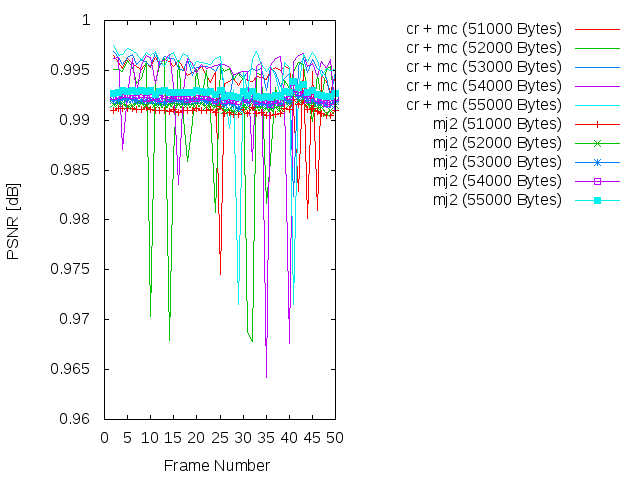 1
0.995
0.99
0.985
0.98
0.975
0.97
0.965
0.96
0 5 10 15 20 25 30 35 40 45 50
PSNR [dB]
Frame Number
cr + mc (51000 Bytes)
cr + mc (52000 Bytes)
cr + mc (53000 Bytes)
cr + mc (54000 Bytes)
cr + mc (55000 Bytes)
mj2 (51000 Bytes)
mj2 (52000 Bytes)
mj2 (53000 Bytes)
mj2 (54000 Bytes)
mj2 (55000 Bytes)